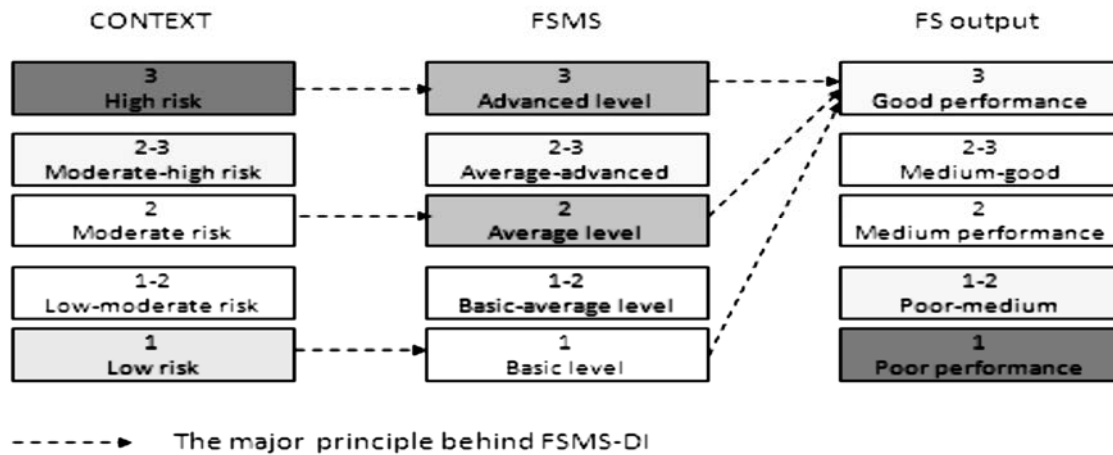 CONTEXT FSMS FS output
3 3 3
High risk Advanced level Good performance
2-3 2-3 2-3
Moderate-high risk Average-advanced Medium-good
2 2 2
Moderate risk Average level Medium performance
1-2 1-2 1-2
Low-moderate risk Basic-average level Poor-medium
1 1 1
Low risk Basic level Poor performance
The major principle behind FSMS-DI